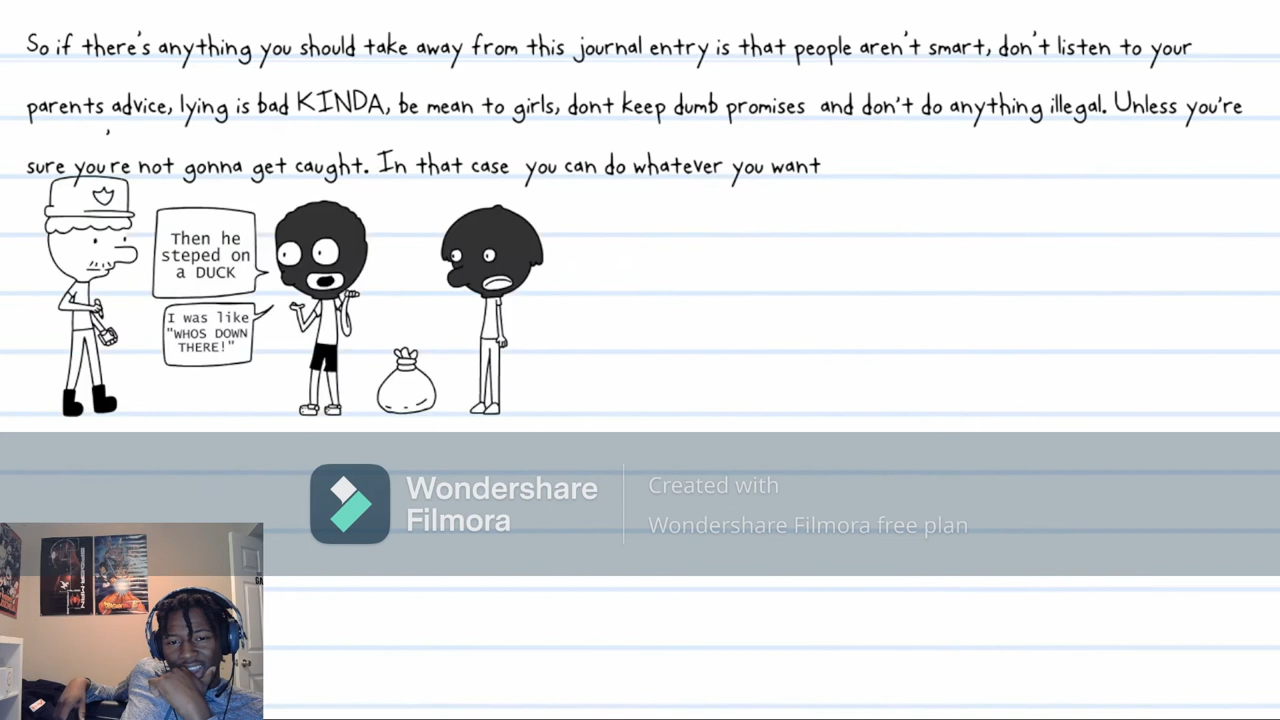 So if there's anything you should take away from this journal entry is that people aren't smart, don't listen to your
parents advice, lying is bad KINDA, be mean to girls, dont keep dumb promises and don't do anything illegal. Unless you're
sure you're not gonna get caught. In that case you can do whatever you want
Then he
steped on
a DUCK
I was like
"WHOS DOWN
THERE!"
Wondershare
Filmora
Created with
Wondershare Filmora free plan